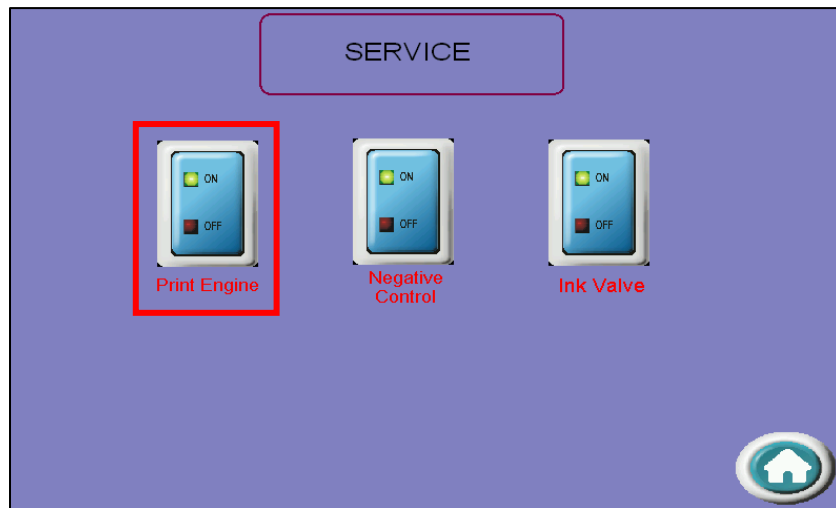 SERVICE
ON
OFF
Print Engine
ON
OFF
Negative
Control
ON
OFF
Ink Valve